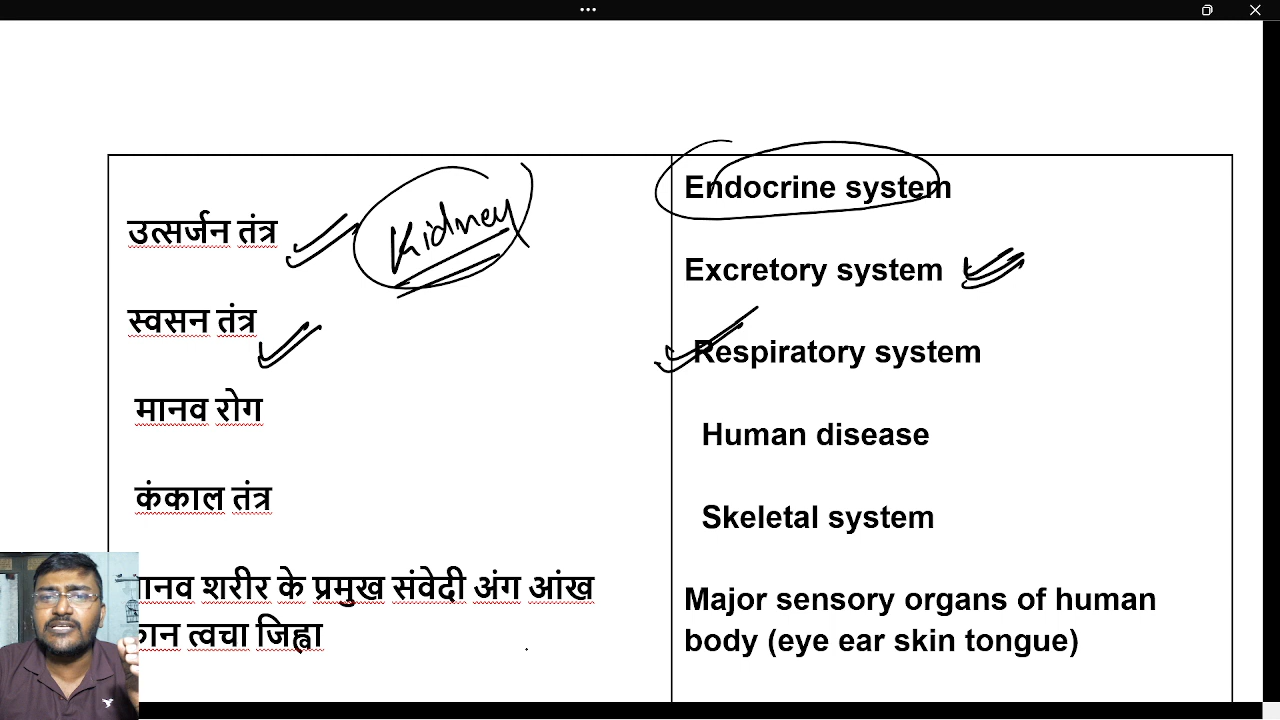 उत्सर्जन तंत्र
Kidney
स्वसन तंत्र
मानव रोग
कंकाल तंत्र
मानव शरीर के प्रमुख संवेदी अंग आंख
कान त्वचा जिह्वा
Endocrine system
Excretory system
Respiratory system
Human disease
Skeletal system
Major sensory organs of human
body (eye ear skin tongue)